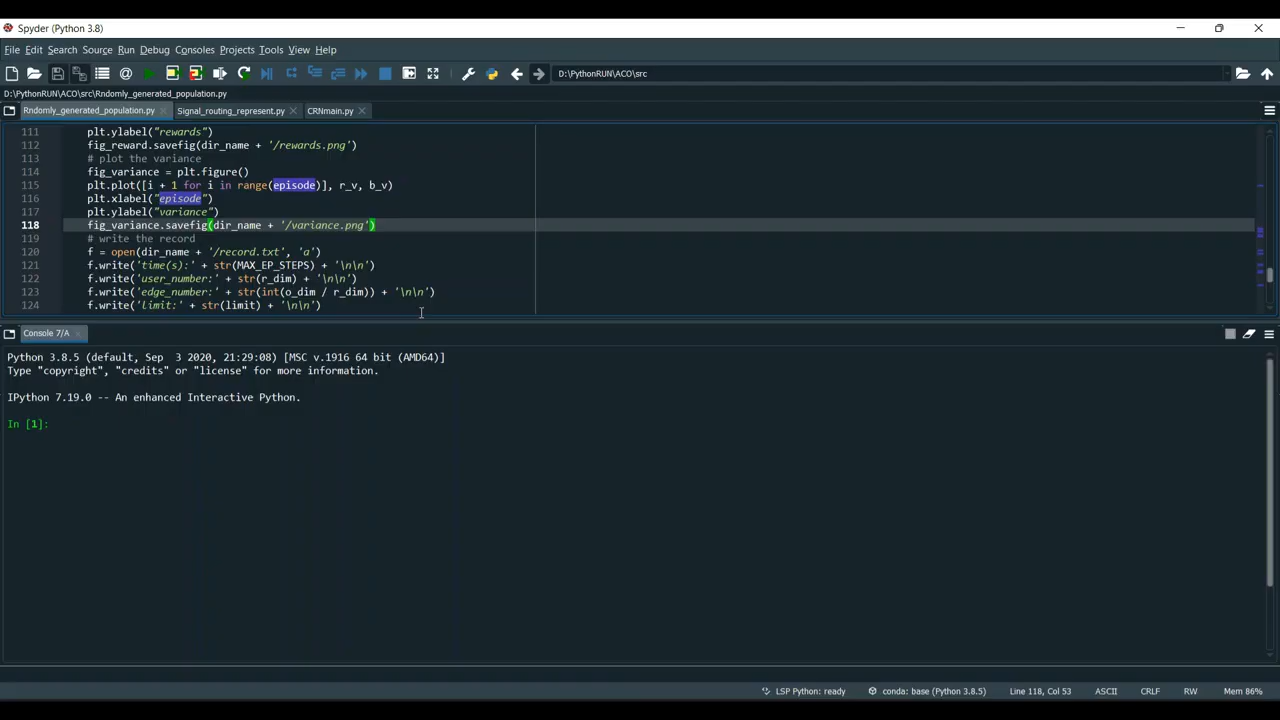 Spyder (Python 3.8)
File Edit Search Source Run Debug Consoles Projects Tools View Help
D:\PythonRUN\ACO\src
D:\PythonRUN\ACO\src\Rndomly_generated_population.py
Rndomly_generated_population.py Signal_routing_represent.py CRNmain.py
111 plt.ylabel("rewards")
112 fig_reward.savefig(dir_name + '/rewards.png')
113 # plot the variance
114 fig_variance = plt.figure()
115 plt.plot([i + 1 for i in range(episode)], r_v, b_v)
116 plt.xlabel("episode")
117 plt.ylabel("variance")
118 fig_variance.savefig(dir_name + '/variance.png')
119 # write the record
120 f = open(dir_name + '/record.txt', 'a')
121 f.write('time(s):' + str(MAX_EP_STEPS) + '\n\n')
122 f.write('user_number:' + str(r_dim) + '\n\n')
123 f.write('edge_number:' + str(int(o_dim / r_dim)) + '\n\n')
124 f.write('limit:' + str(limit) + '\n\n')
Console 7/A
Python 3.8.5 (default, Sep  3 2020, 21:29:08) [MSC v.1916 64 bit (AMD64)]
Type "copyright", "credits" or "license" for more information.
IPython 7.19.0 -- An enhanced Interactive Python.
In [1]:
LSP Python: ready conda: base (Python 3.8.5) Line 118, Col 53 ASCII CRLF RW Mem 86%